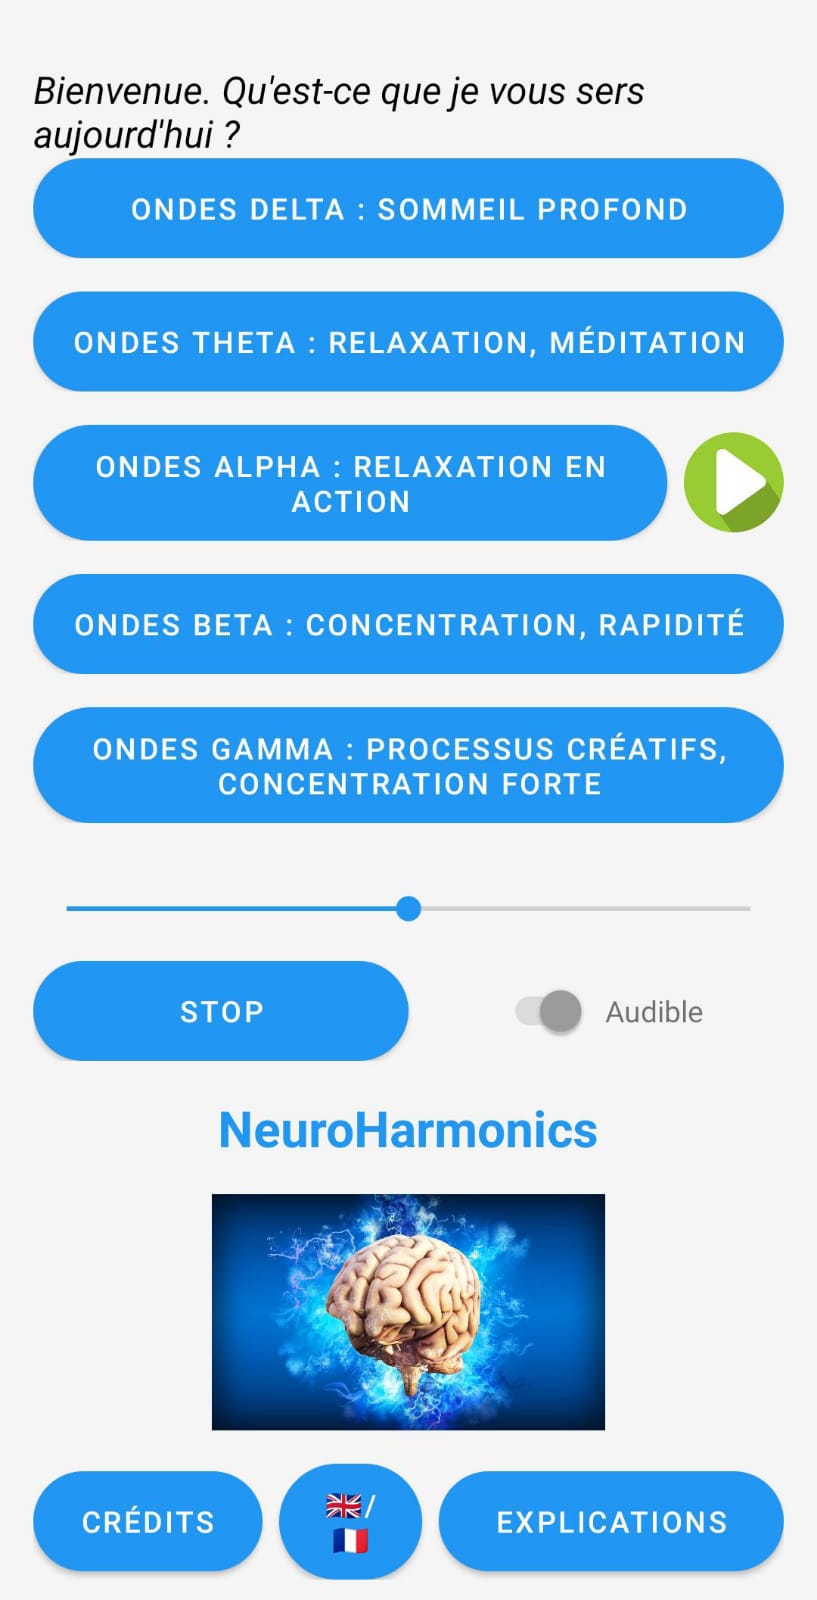 Bienvenue. Qu'est-ce que je vous sers
aujourd'hui ?
ONDES DELTA : SOMMEIL PROFOND
ONDES THETA : RELAXATION, MÉDITATION
ONDES ALPHA : RELAXATION EN
ACTION
ONDES BETA : CONCENTRATION, RAPIDITÉ
ONDES GAMMA : PROCESSUS CRÉATIFS,
CONCENTRATION FORTE
STOP
Audible
NeuroHarmonics
CRÉDITS
🇬🇧/
🇫🇷
EXPLICATIONS